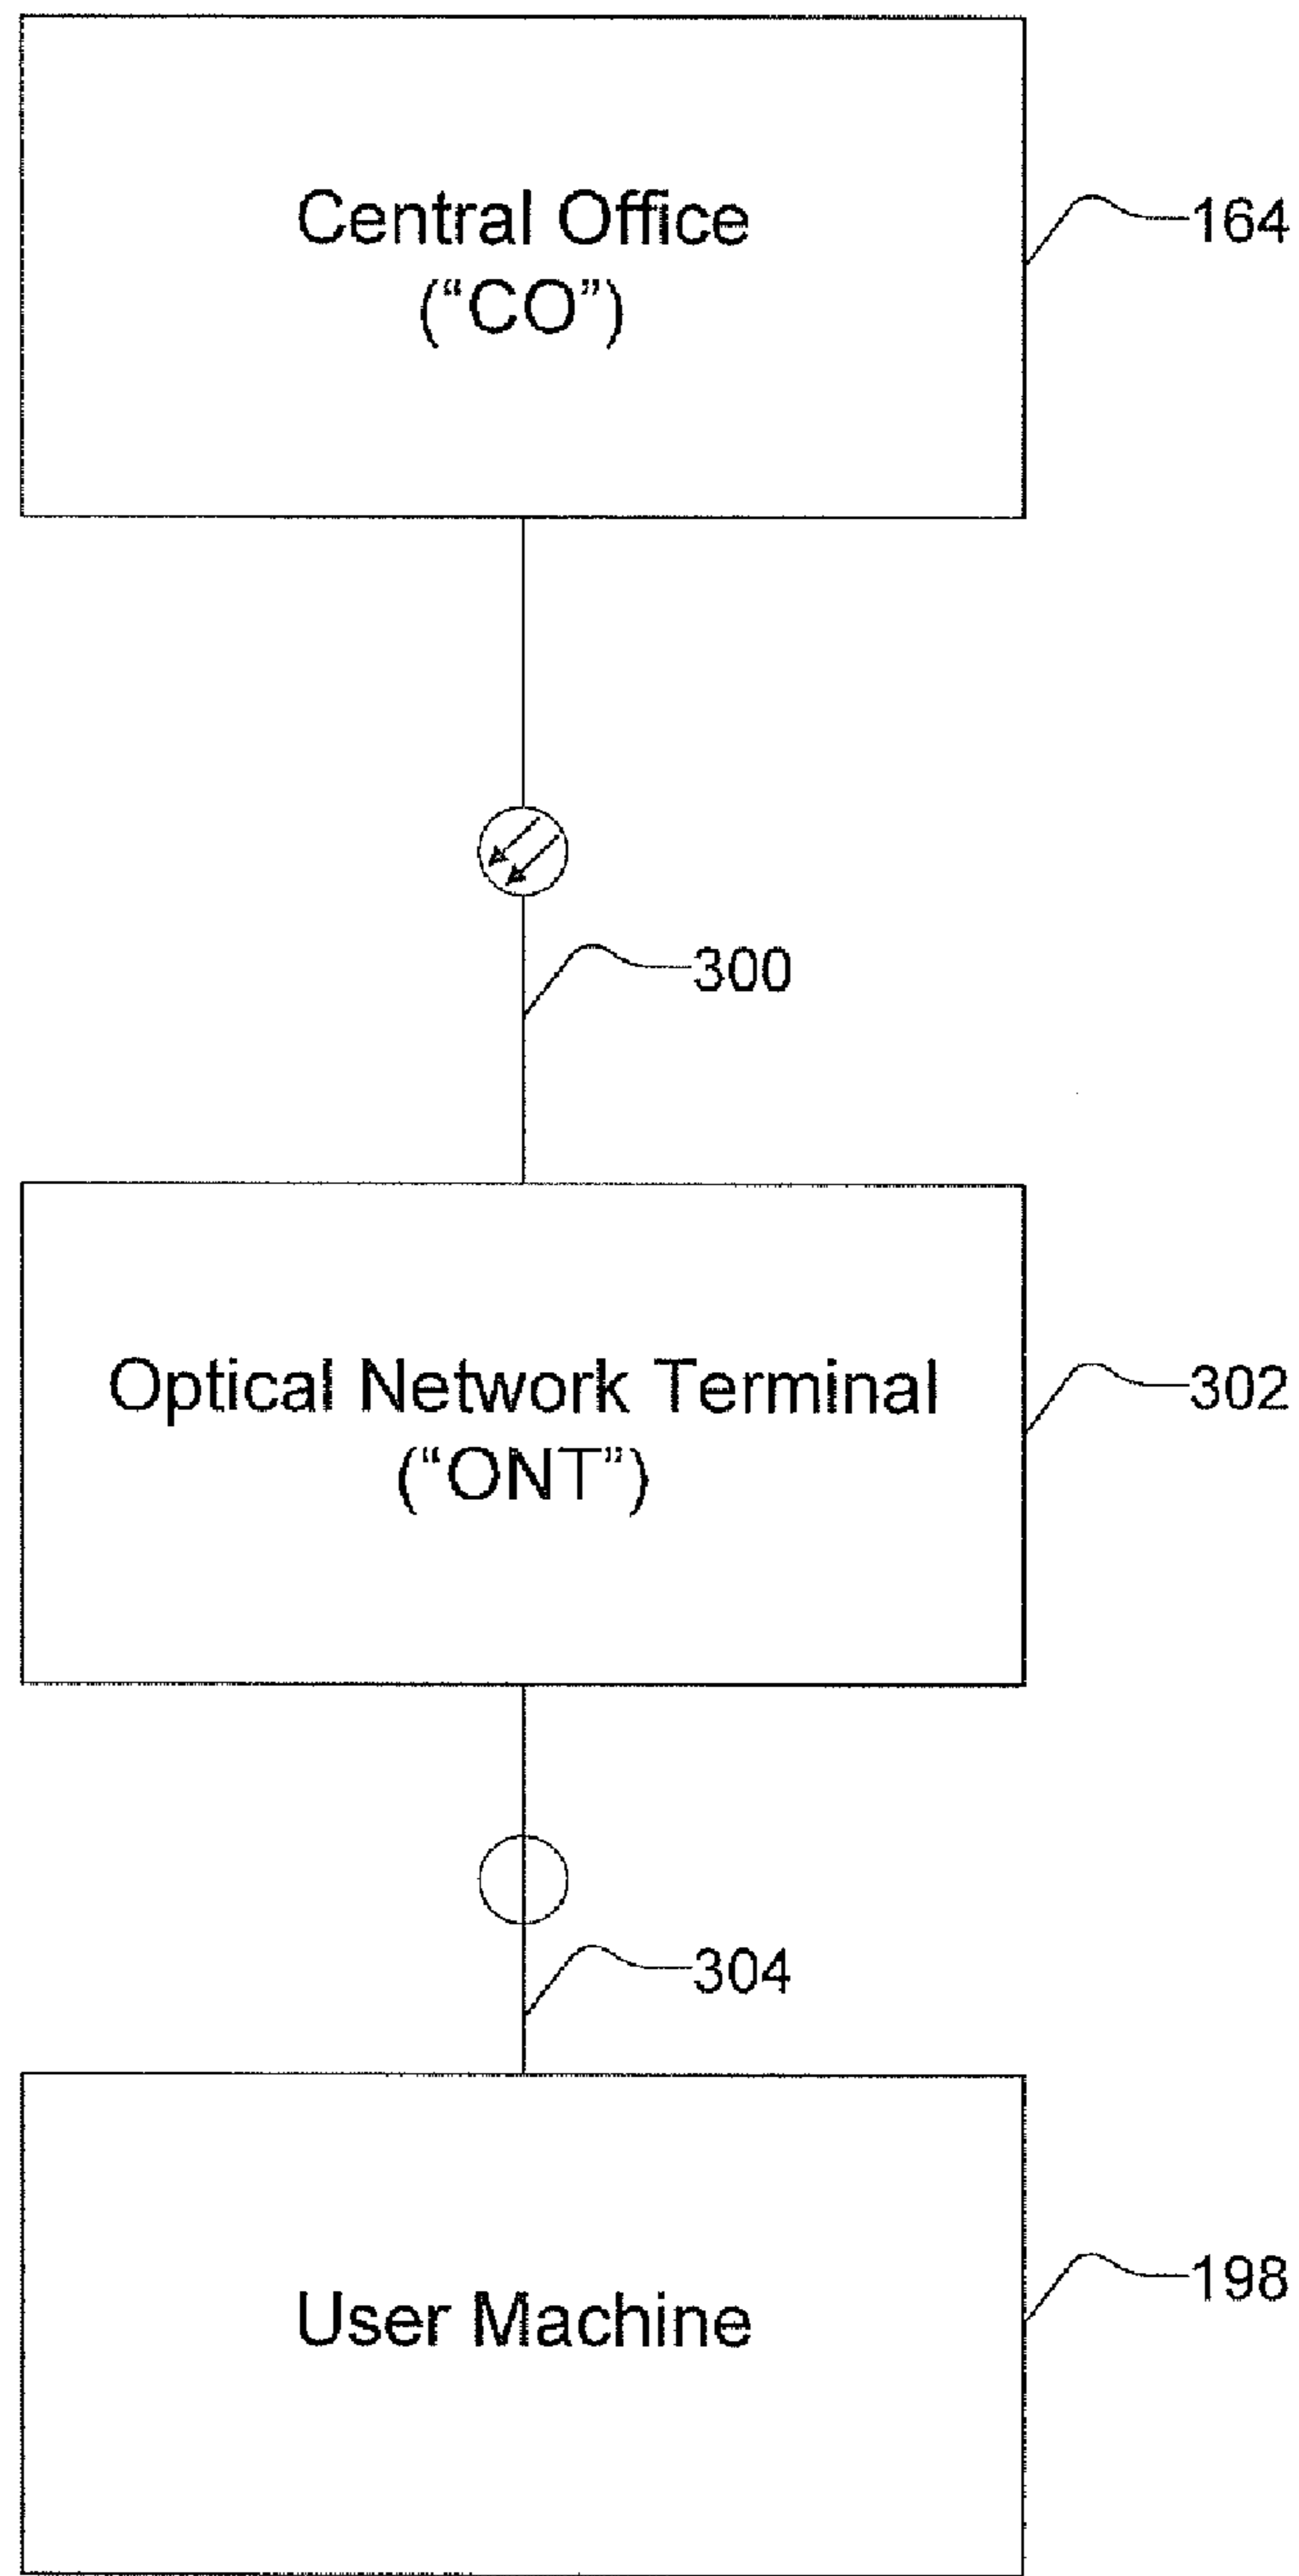 Central Office
(“CO”)
164
300
Optical Network Terminal
(“ONT”)
302
304
User Machine
198